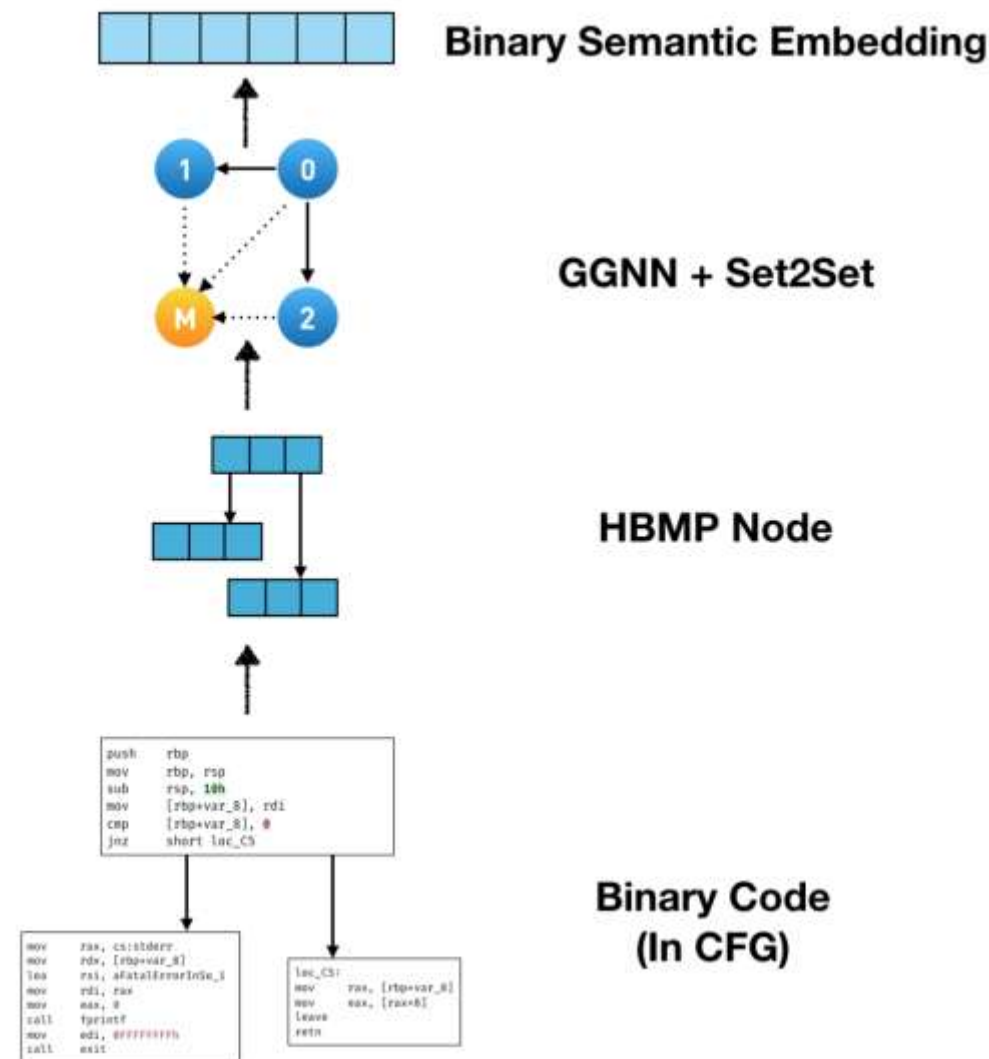 Binary Semantic Embedding
1
0
M
2
GGNN + Set2Set
HBMP Node
push rbp
mov rbp, rsp
sub rsp, 10h
mov [rbp+var_8], rdi
cmp [rbp+var_8], 0
jnz short loc_C5
Binary Code
(In CFG)
mov rax, cs:stderr
mov rdx, [rbp+var_8]
lea rsi, aFatalErrorInSe_1
mov rdi, rax
mov eax, 0
call fprintf
mov edi, 0FFFFFFFFh
call exit
loc_C5:
mov rax, [rbp+var_8]
mov eax, [rax+8]
leave
retn